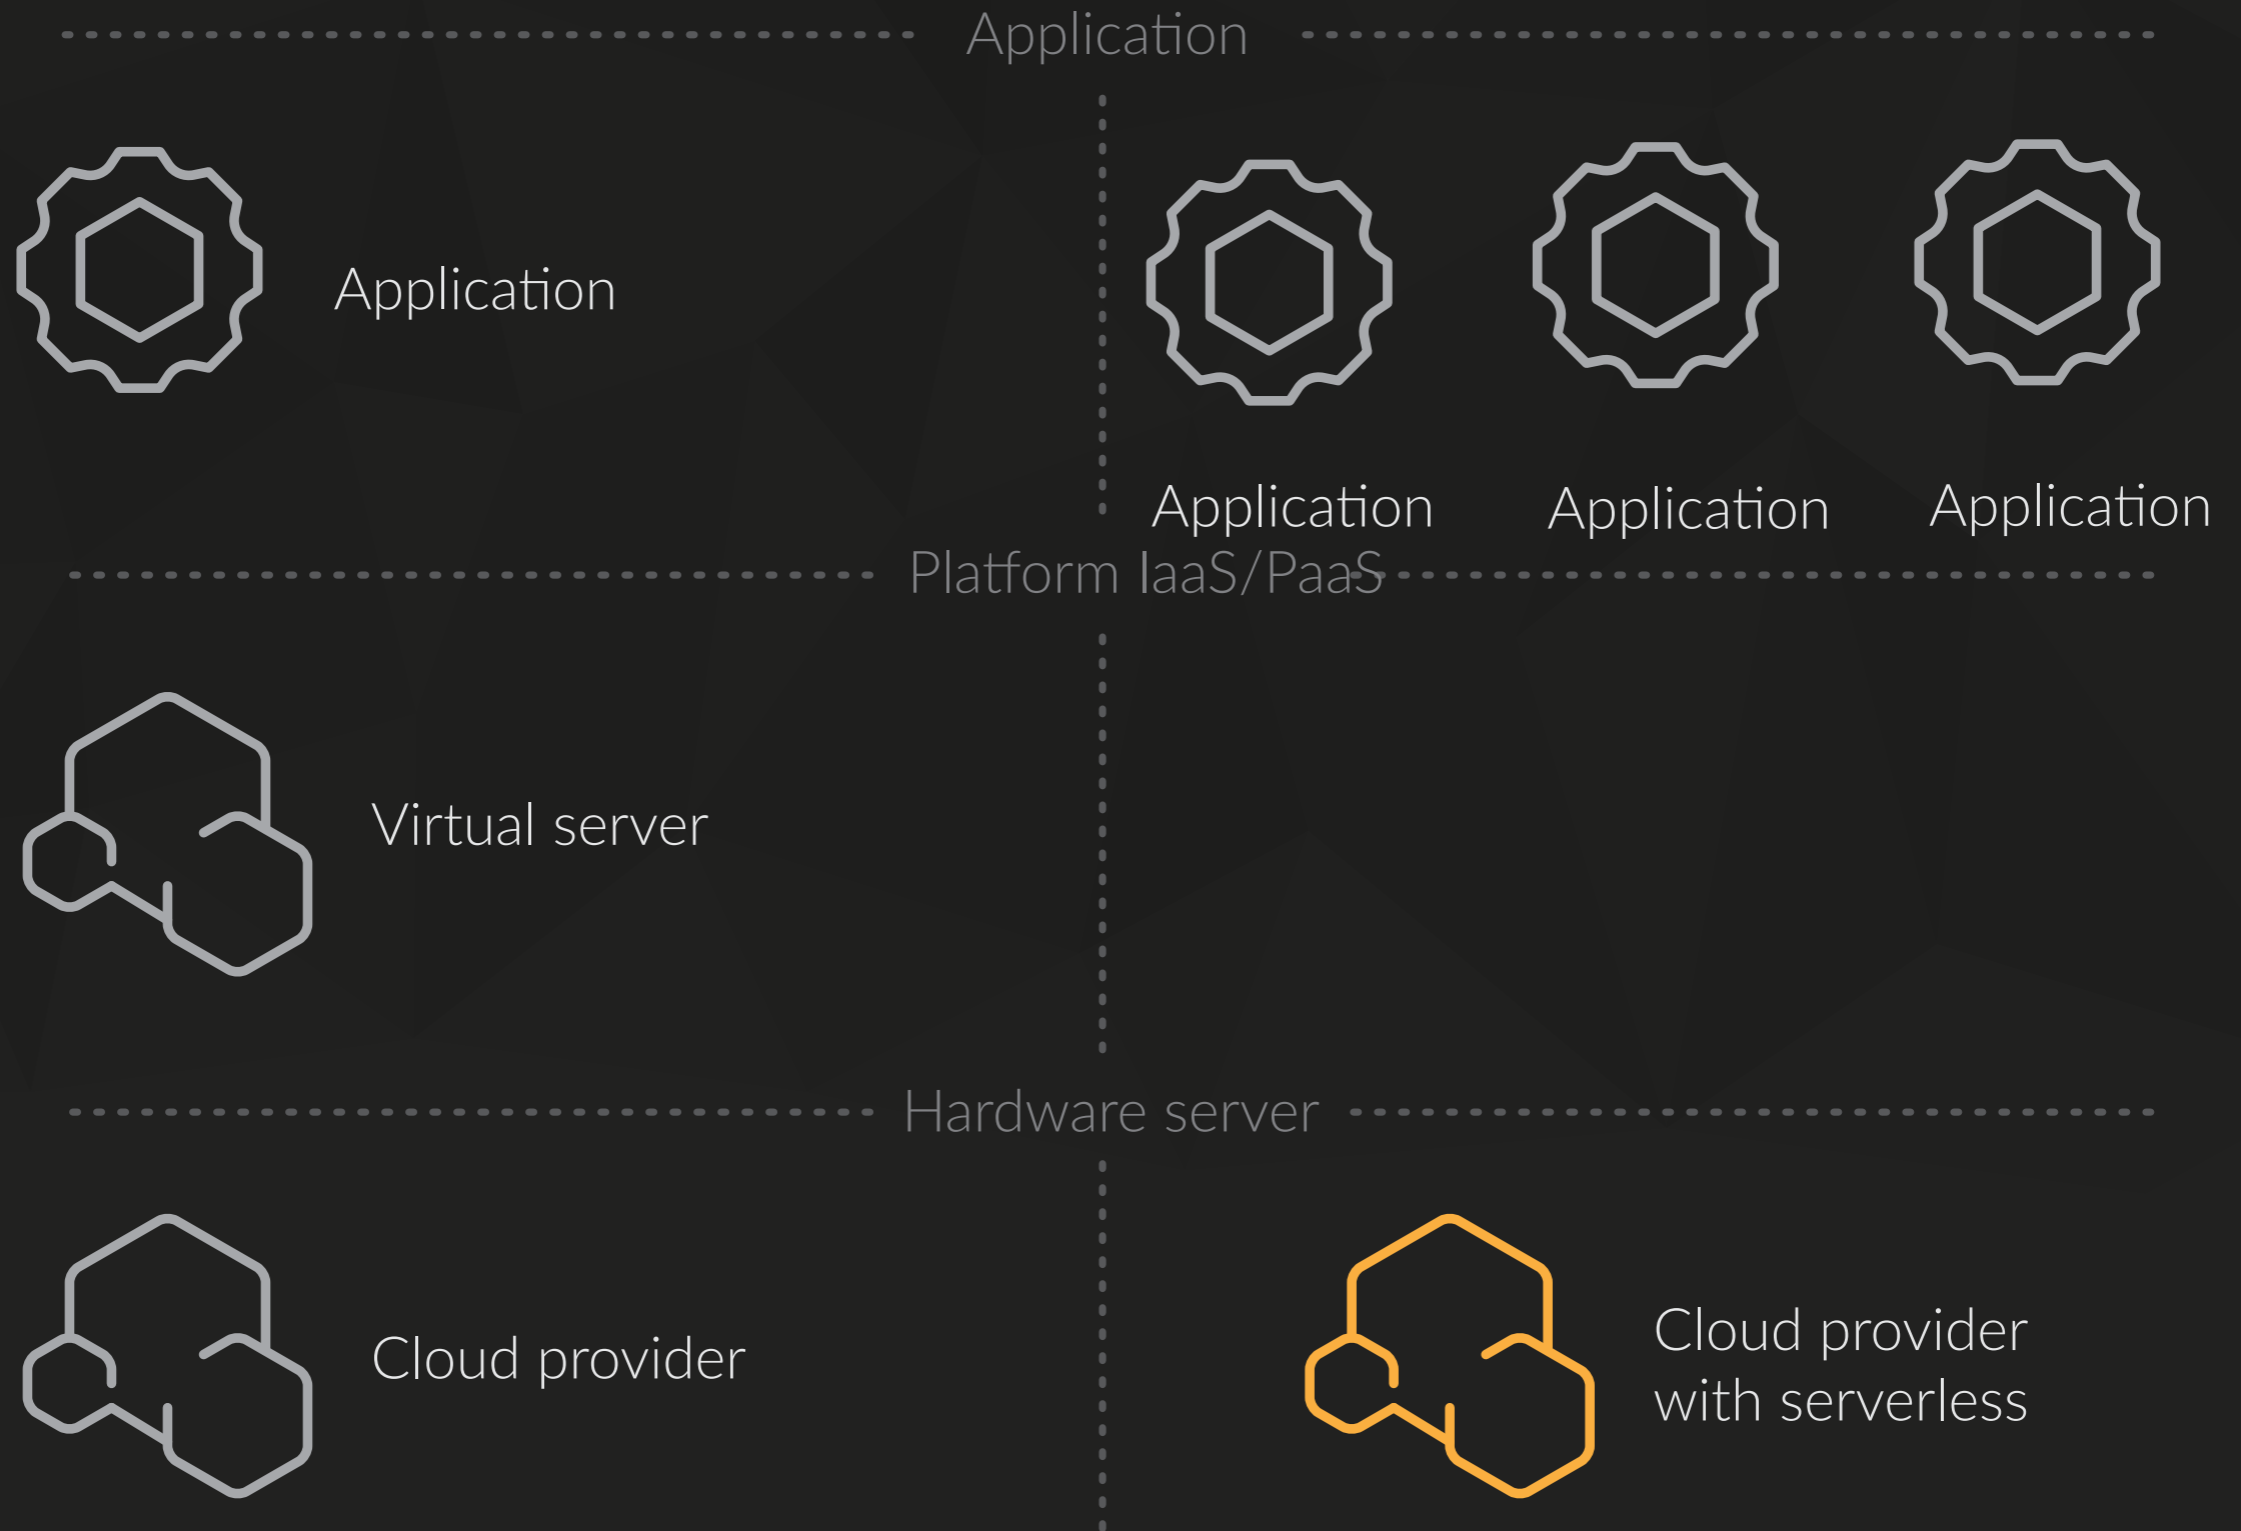 Application
Application
Application
Application
Application
Platform IaaS/PaaS
Virtual server
Hardware server
Cloud provider
Cloud provider
with serverless